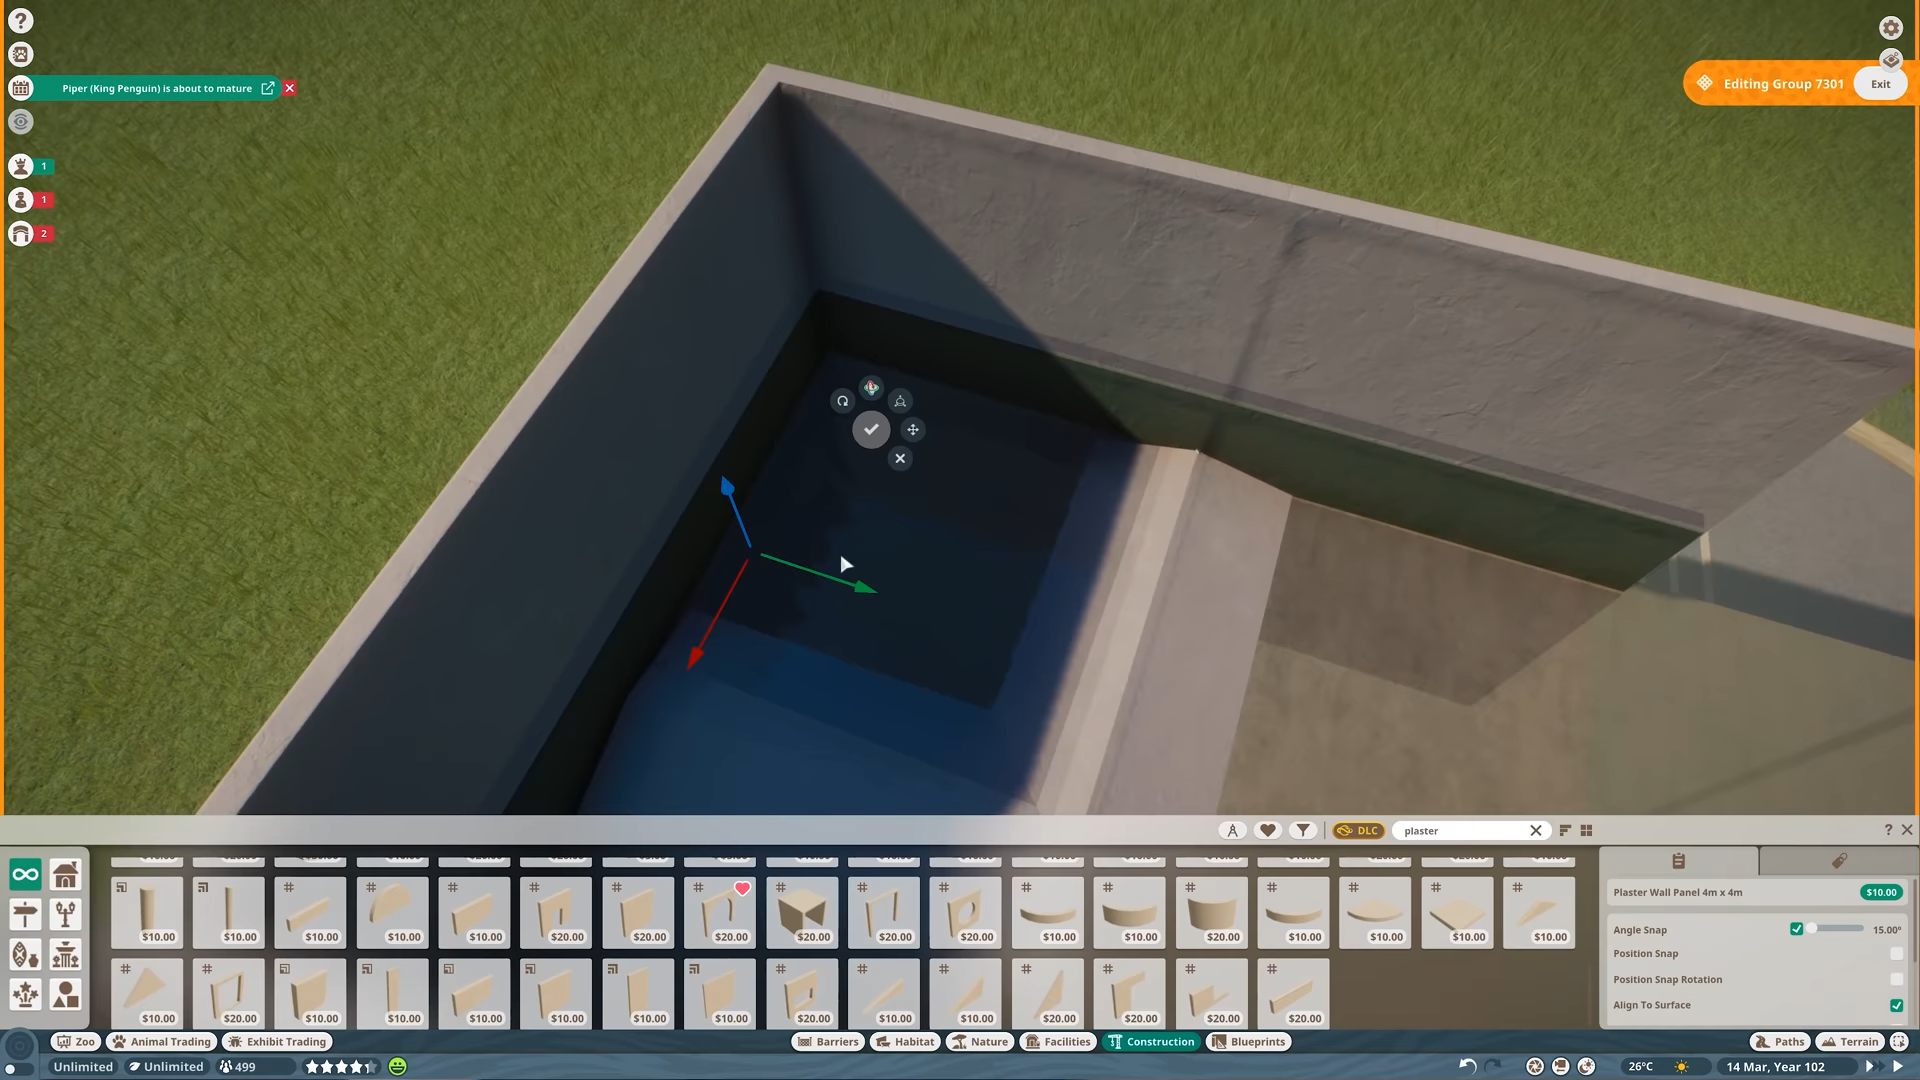 ?
Piper (King Penguin) is about to mature
Editing Group 7301
Exit
1
1
2
DLC
plaster
?
$10.00
$10.00
$10.00
$10.00
$10.00
$20.00
$20.00
$20.00
$20.00
$20.00
$20.00
$10.00
$10.00
$20.00
$10.00
$10.00
$10.00
$10.00
$10.00
$20.00
$10.00
$10.00
$10.00
$10.00
$10.00
$10.00
$20.00
$10.00
$10.00
$10.00
$20.00
$20.00
$20.00
Plaster Wall Panel 4m x 4m
$10.00
Angle Snap
15.00°
Position Snap
Position Snap Rotation
Align To Surface
Zoo
Animal Trading
Exhibit Trading
Barriers
Habitat
Nature
Facilities
Construction
Blueprints
Paths
Terrain
Unlimited
Unlimited
499
26°C
14 Mar, Year 102